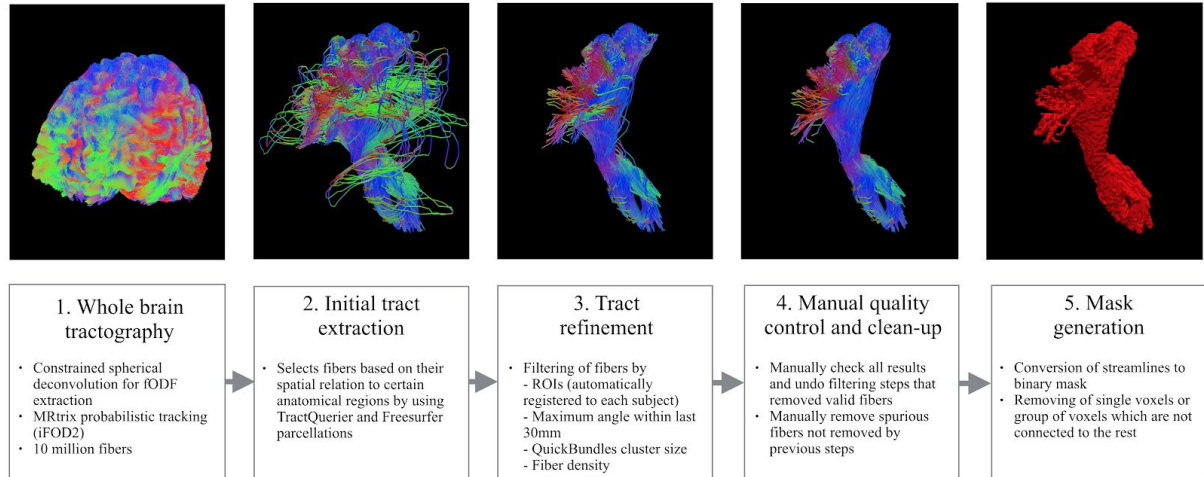 1. Whole brain
tractography
· Constrained spherical
deconvolution for fODF
extraction
· MRtrix probabilistic tracking
(iFOD2)
· 10 million fibers
2. Initial tract
extraction
· Selects fibers based on their
spatial relation to certain
anatomical regions by using
TractQuerier and Freesurfer
parcellations
3. Tract
refinement
· Filtering of fibers by
- ROIs (automatically
registered to each subject)
- Maximum angle within last
30mm
- QuickBundles cluster size
- Fiber density
4. Manual quality
control and clean-up
· Manually check all results
and undo filtering steps that
removed valid fibers
· Manually remove spurious
fibers not removed by
previous steps
5. Mask
generation
· Conversion of streamlines to
binary mask
· Removing of single voxels or
group of voxels which are not
connected to the rest